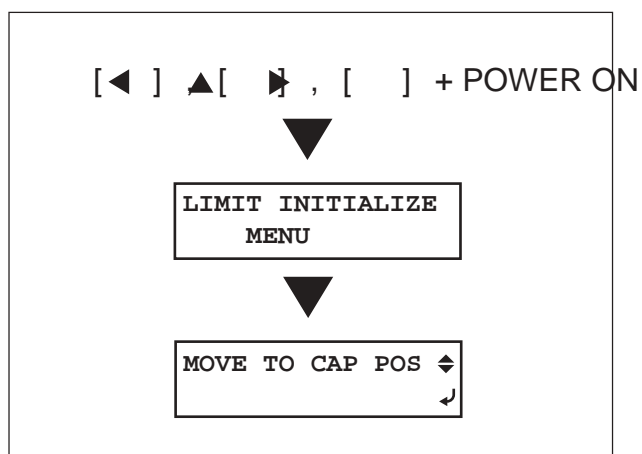 [◀ ] ,▲[ ▶] , [ ] + POWER ON
LIMIT INITIALIZE
MENU
MOVE TO CAP POS